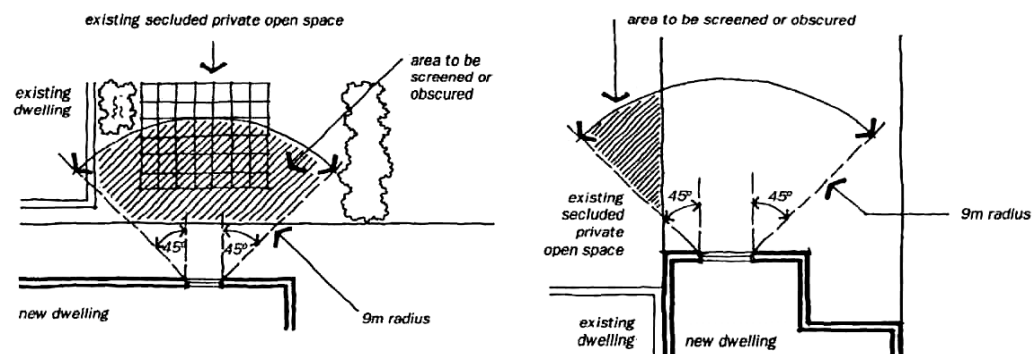 existing secluded private open space
existing
dwelling
area to be
screened or
obscured
45°
45°
new dwelling
9m radius
area to be screened or obscured
45°
45°
existing
secluded
private
open space
9m radius
existing
dwelling
new dwelling